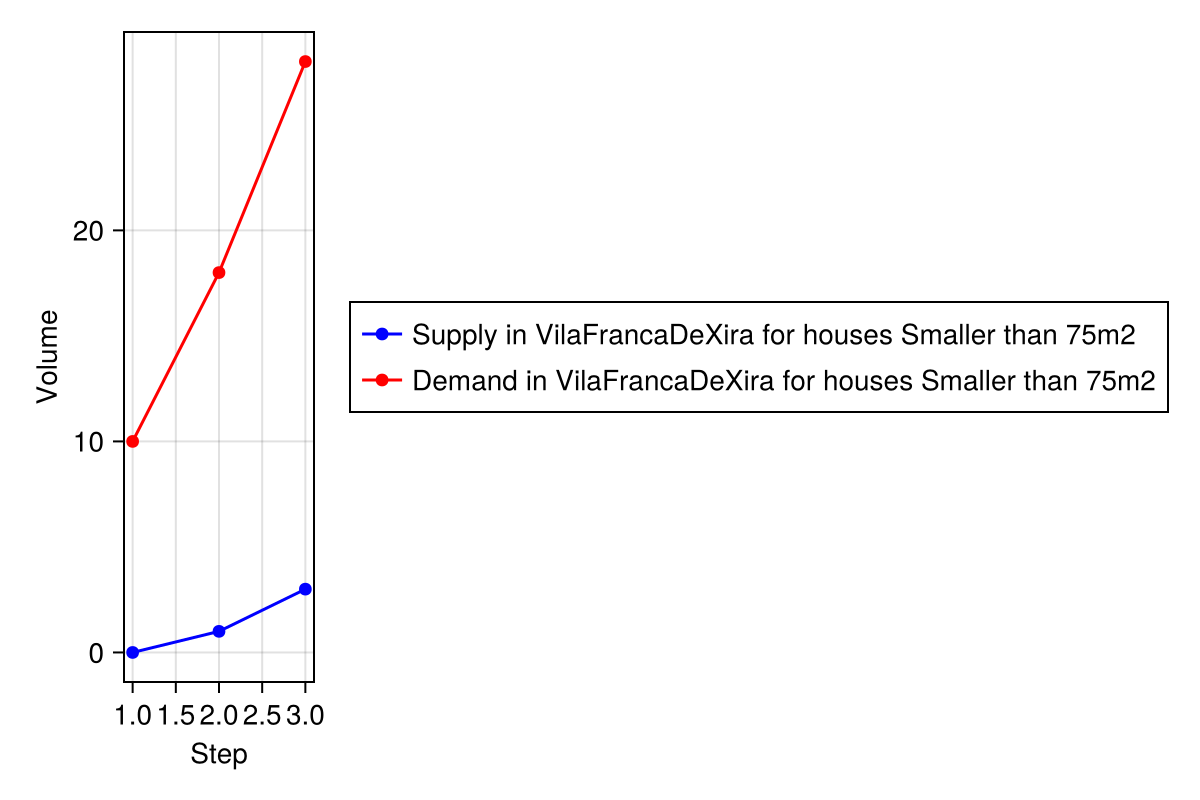 Volume
20
10
0
1.0 1.5 2.0 2.5 3.0
Step
Supply in VilaFrancaDeXira for houses Smaller than 75m2
Demand in VilaFrancaDeXira for houses Smaller than 75m2